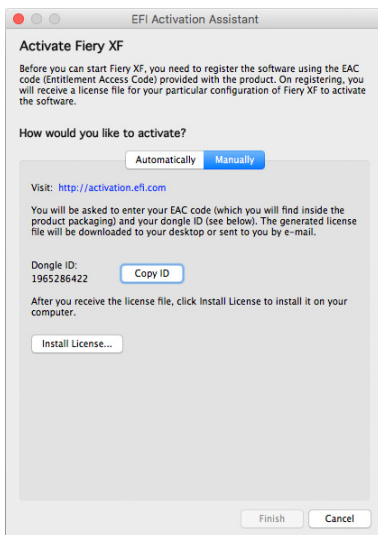 EFI Activation Assistant
Activate Fiery XF
Before you can start Fiery XF, you need to register the software using the EAC
code (Entitlement Access Code) provided with the product. On registering, you
will receive a license file for your particular configuration of Fiery XF to activate
the software.
How would you like to activate?
Automatically Manually
Visit: http://activation.efi.com
You will be asked to enter your EAC code (which you will find inside the
product packaging) and your dongle ID (see below). The generated license
file will be downloaded to your desktop or sent to you by e-mail.
Dongle ID:
1965286422
Copy ID
After you receive the license file, click Install License to install it on your
computer.
Install License...
Finish Cancel